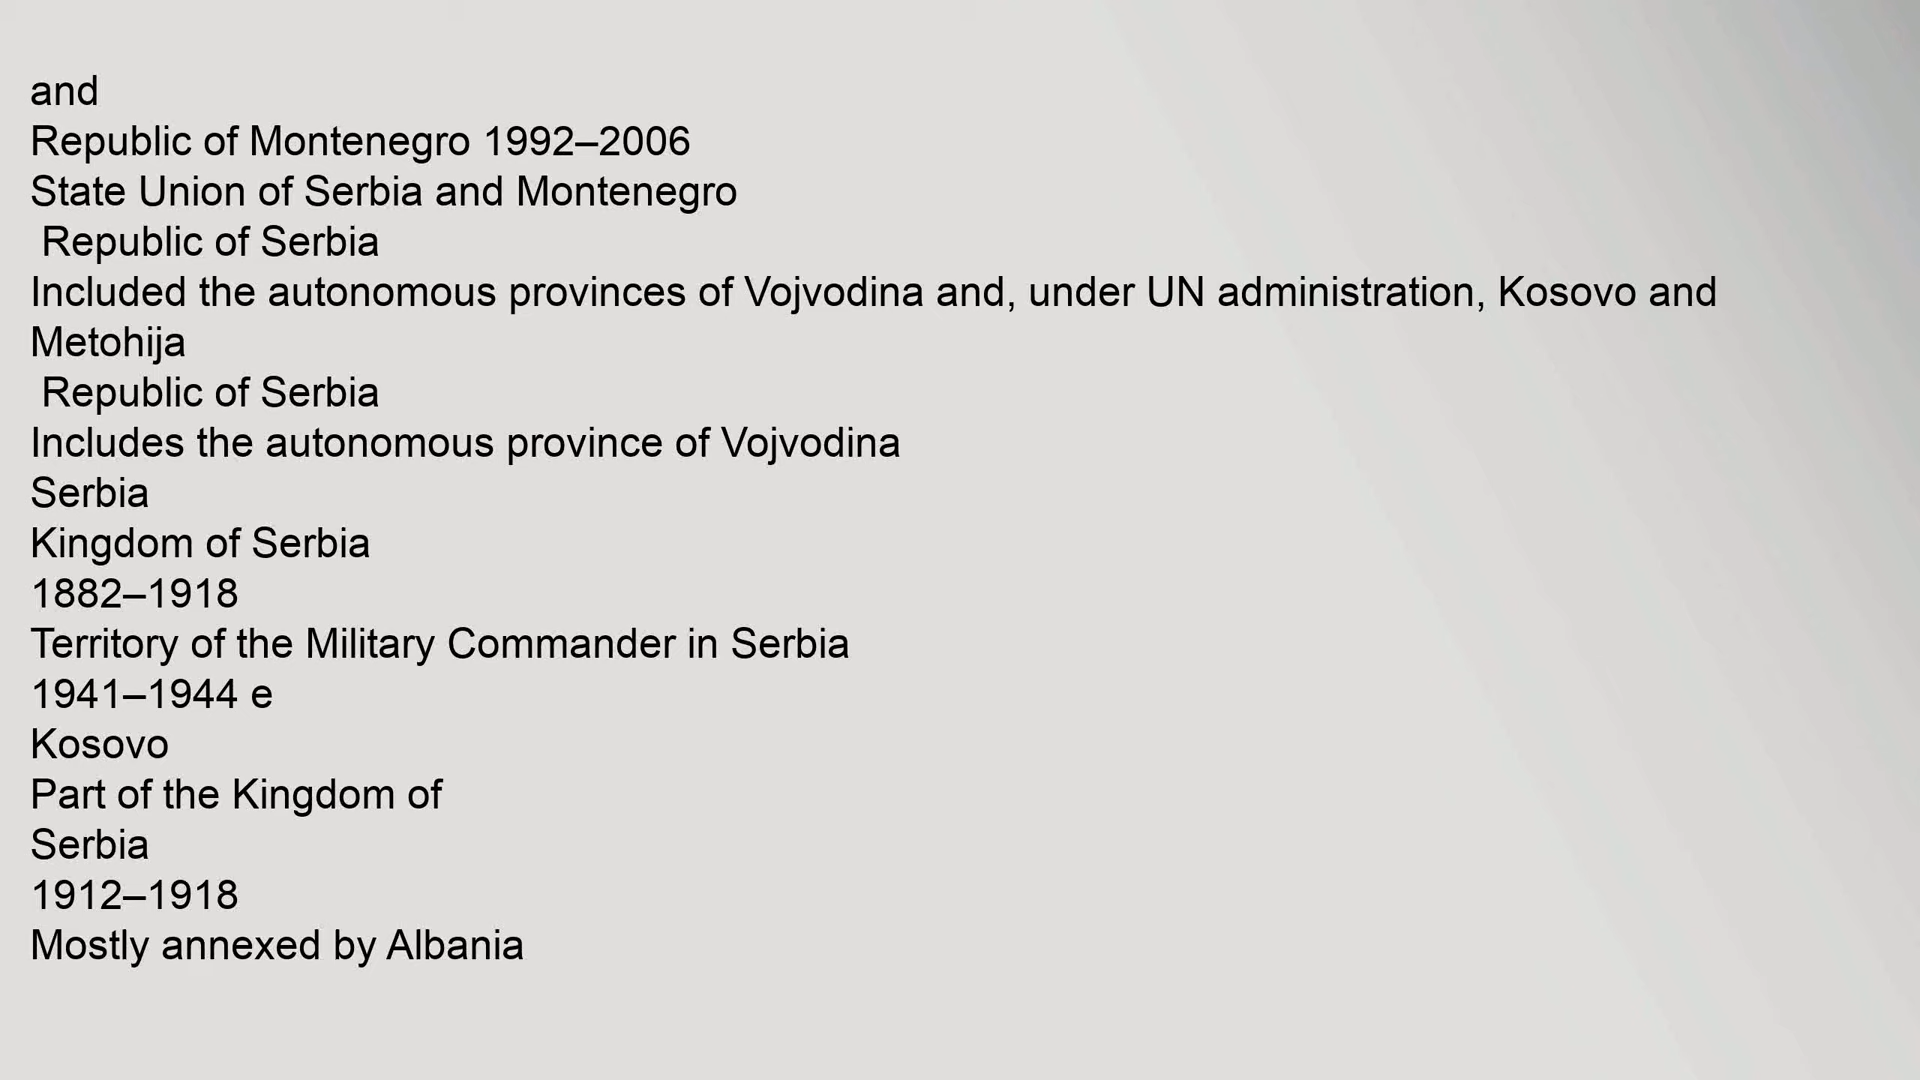 and
Republic of Montenegro 1992–2006
State Union of Serbia and Montenegro
Republic of Serbia
Included the autonomous provinces of Vojvodina and, under UN administration, Kosovo and
Metohija
Republic of Serbia
Includes the autonomous province of Vojvodina
Serbia
Kingdom of Serbia
1882–1918
Territory of the Military Commander in Serbia
1941–1944 e
Kosovo
Part of the Kingdom of
Serbia
1912–1918
Mostly annexed by Albania